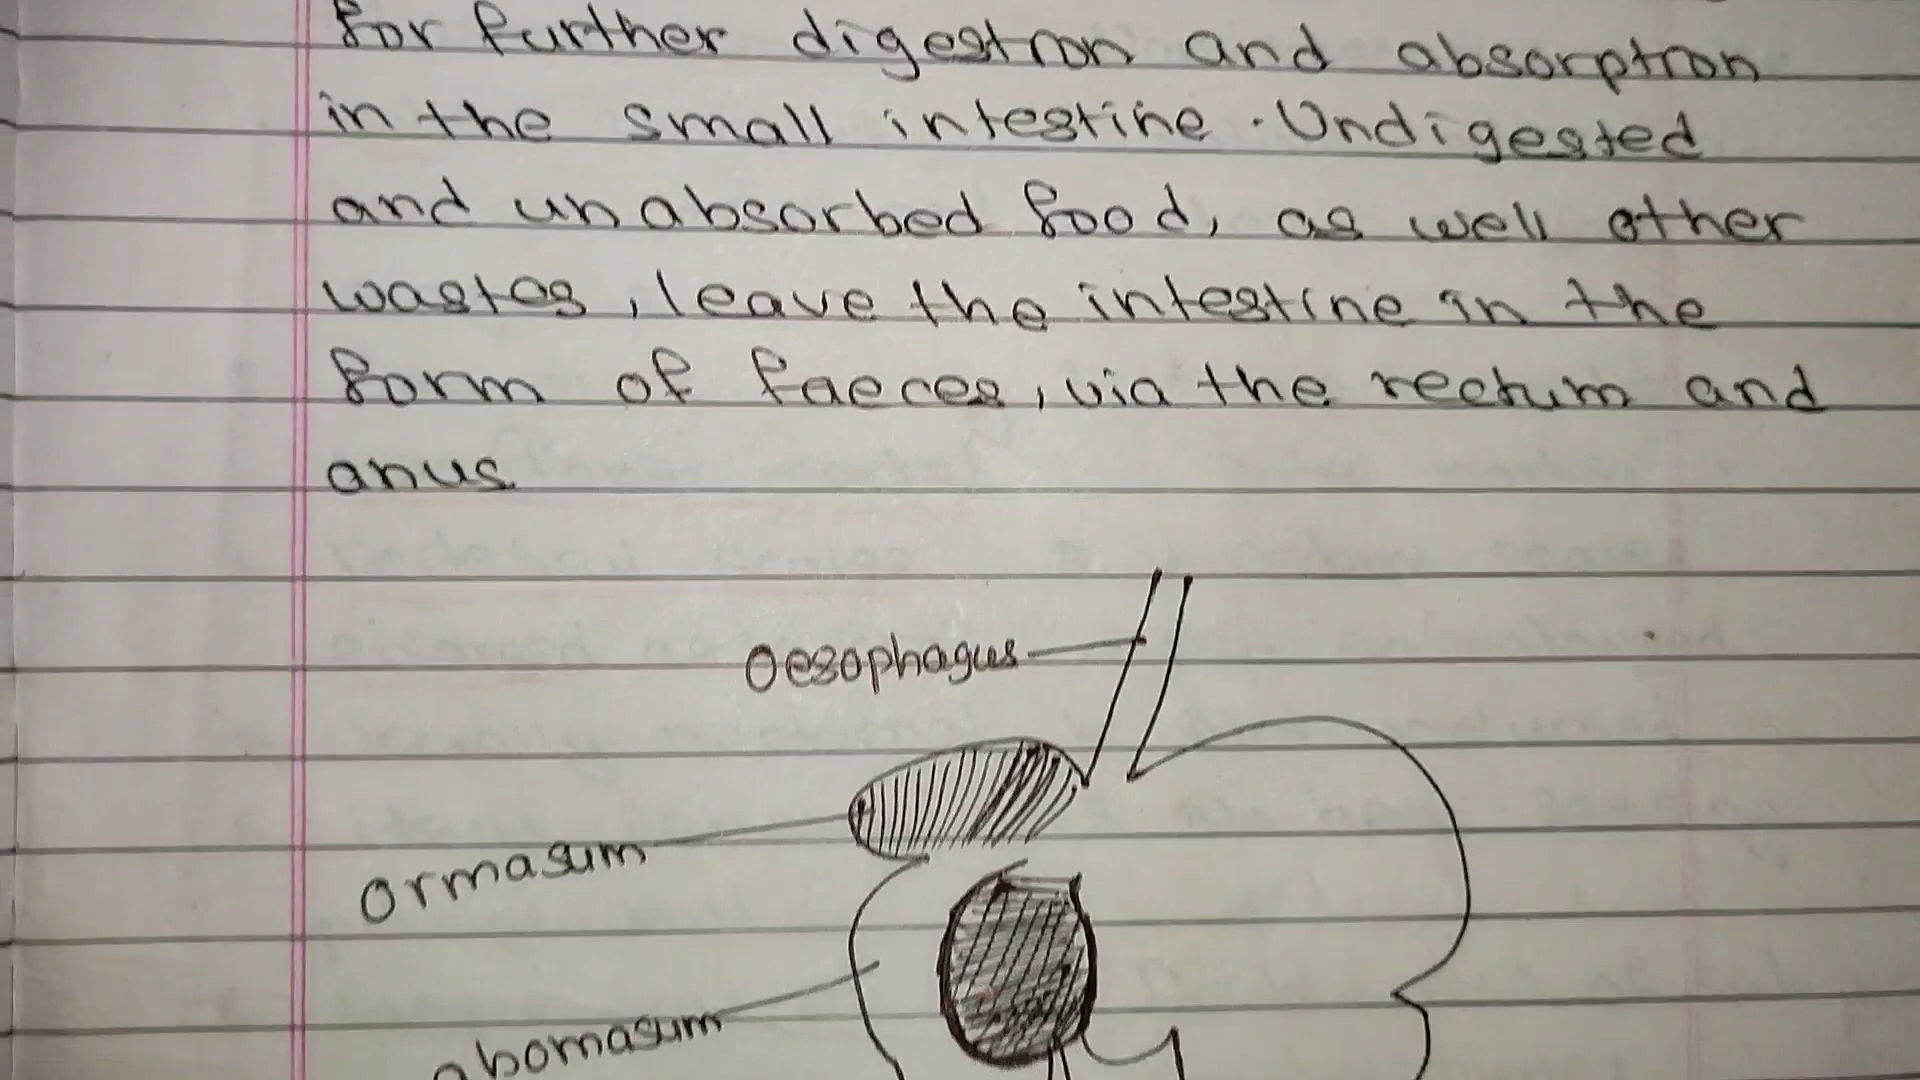 for further digestion and absorption
in the small intestine. Undigested
and unabsorbed food, as well other
wastes, leave the intestine in the
form of faeces, via the rectum and
anus
Oesophagus
Ormasum
abomasum